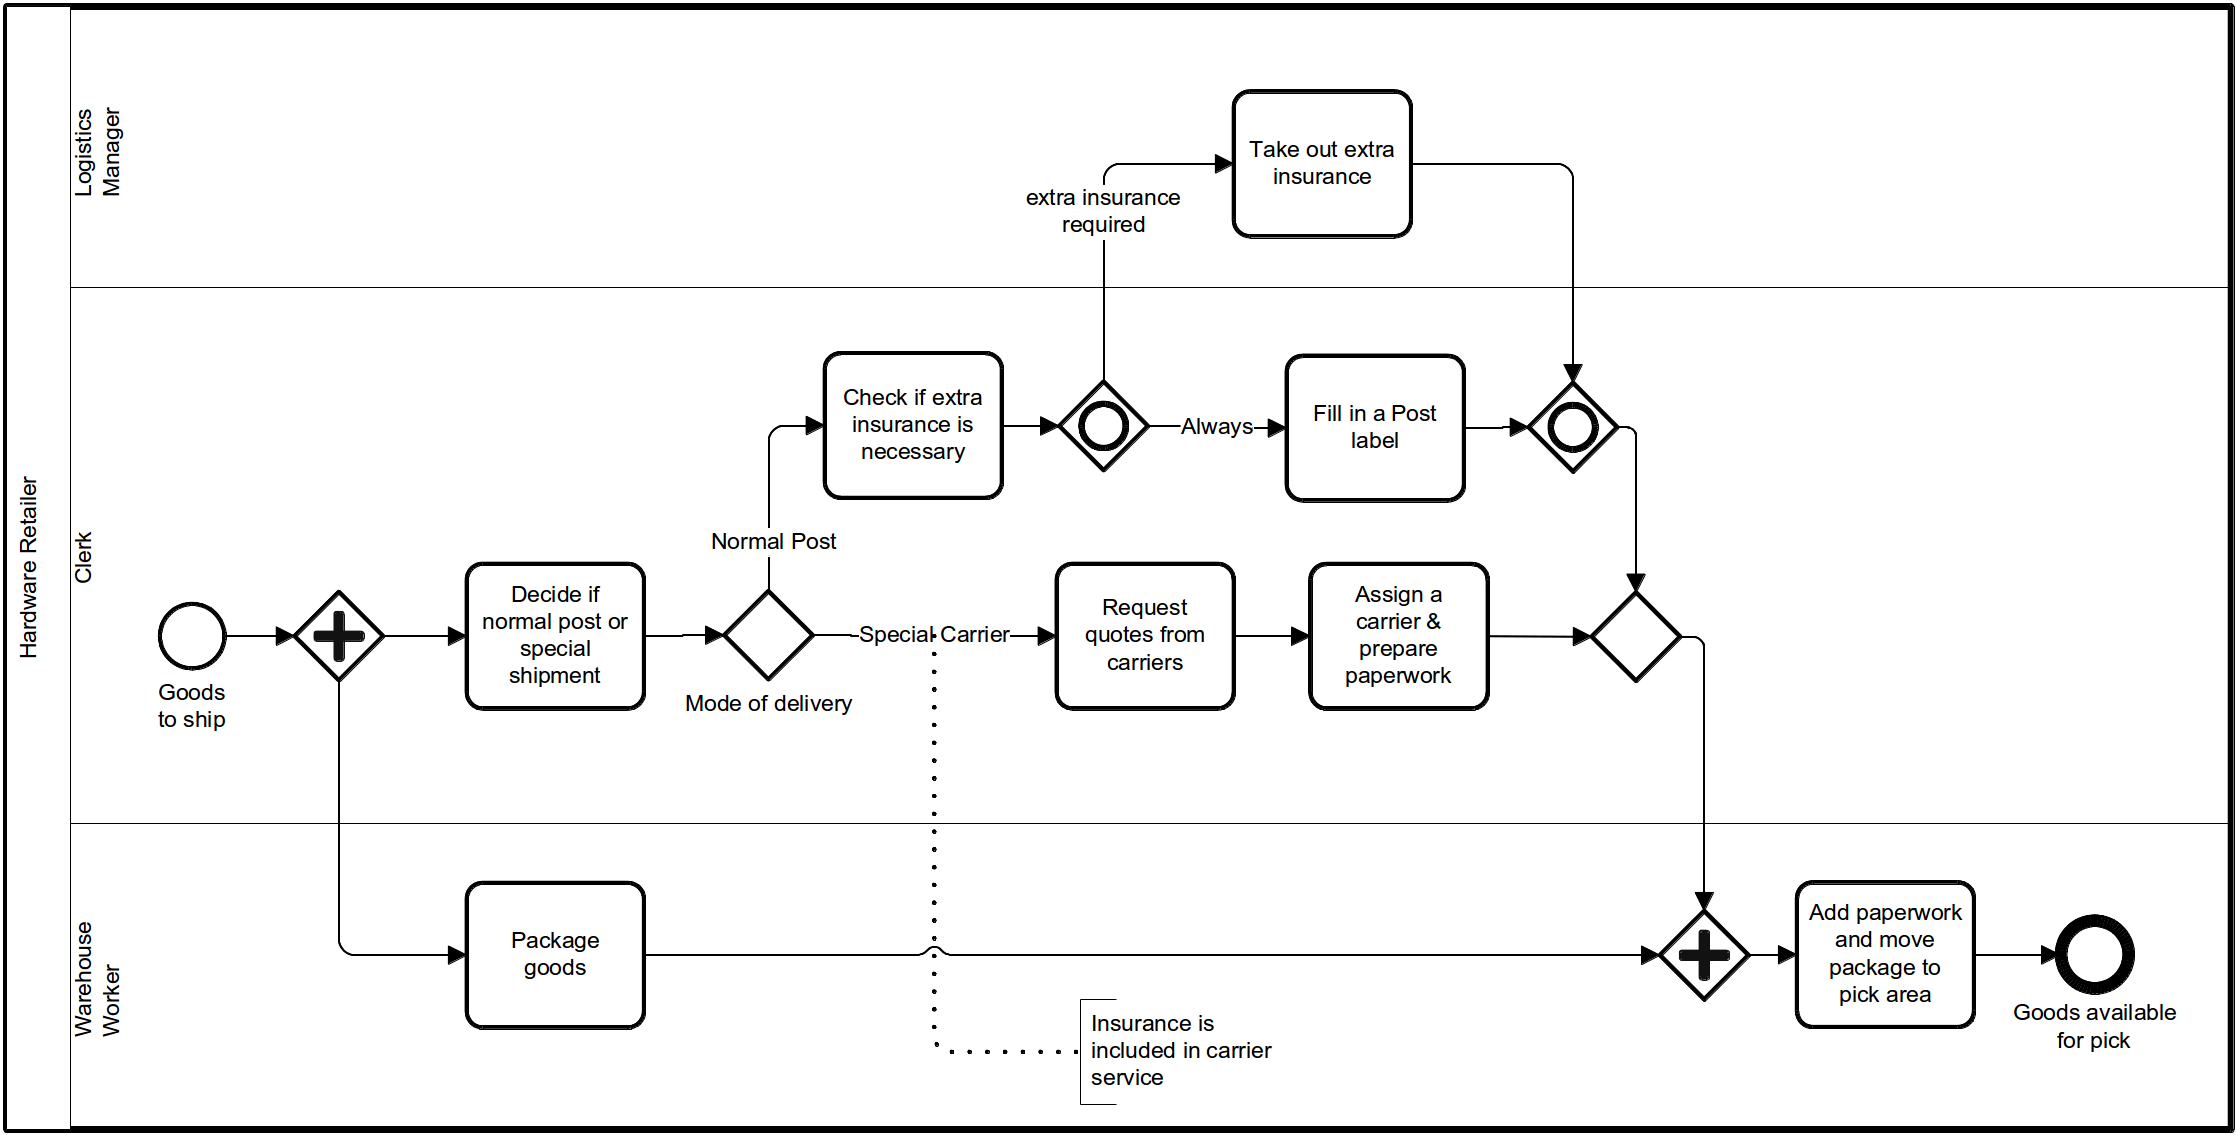 Hardware Retailer
Logistics
Manager
Take out extra
insurance
extra insurance
required
Clerk
Check if extra
insurance is
necessary
Always
Fill in a Post
label
Normal Post
Goods
to ship
Decide if
normal post or
special
shipment
Mode of delivery
Special Carrier
Request
quotes from
carriers
Assign a
carrier &
prepare
paperwork
Warehouse
Worker
Package
goods
Insurance is
included in carrier
service
Add paperwork
and move
package to
pick area
Goods available
for pick